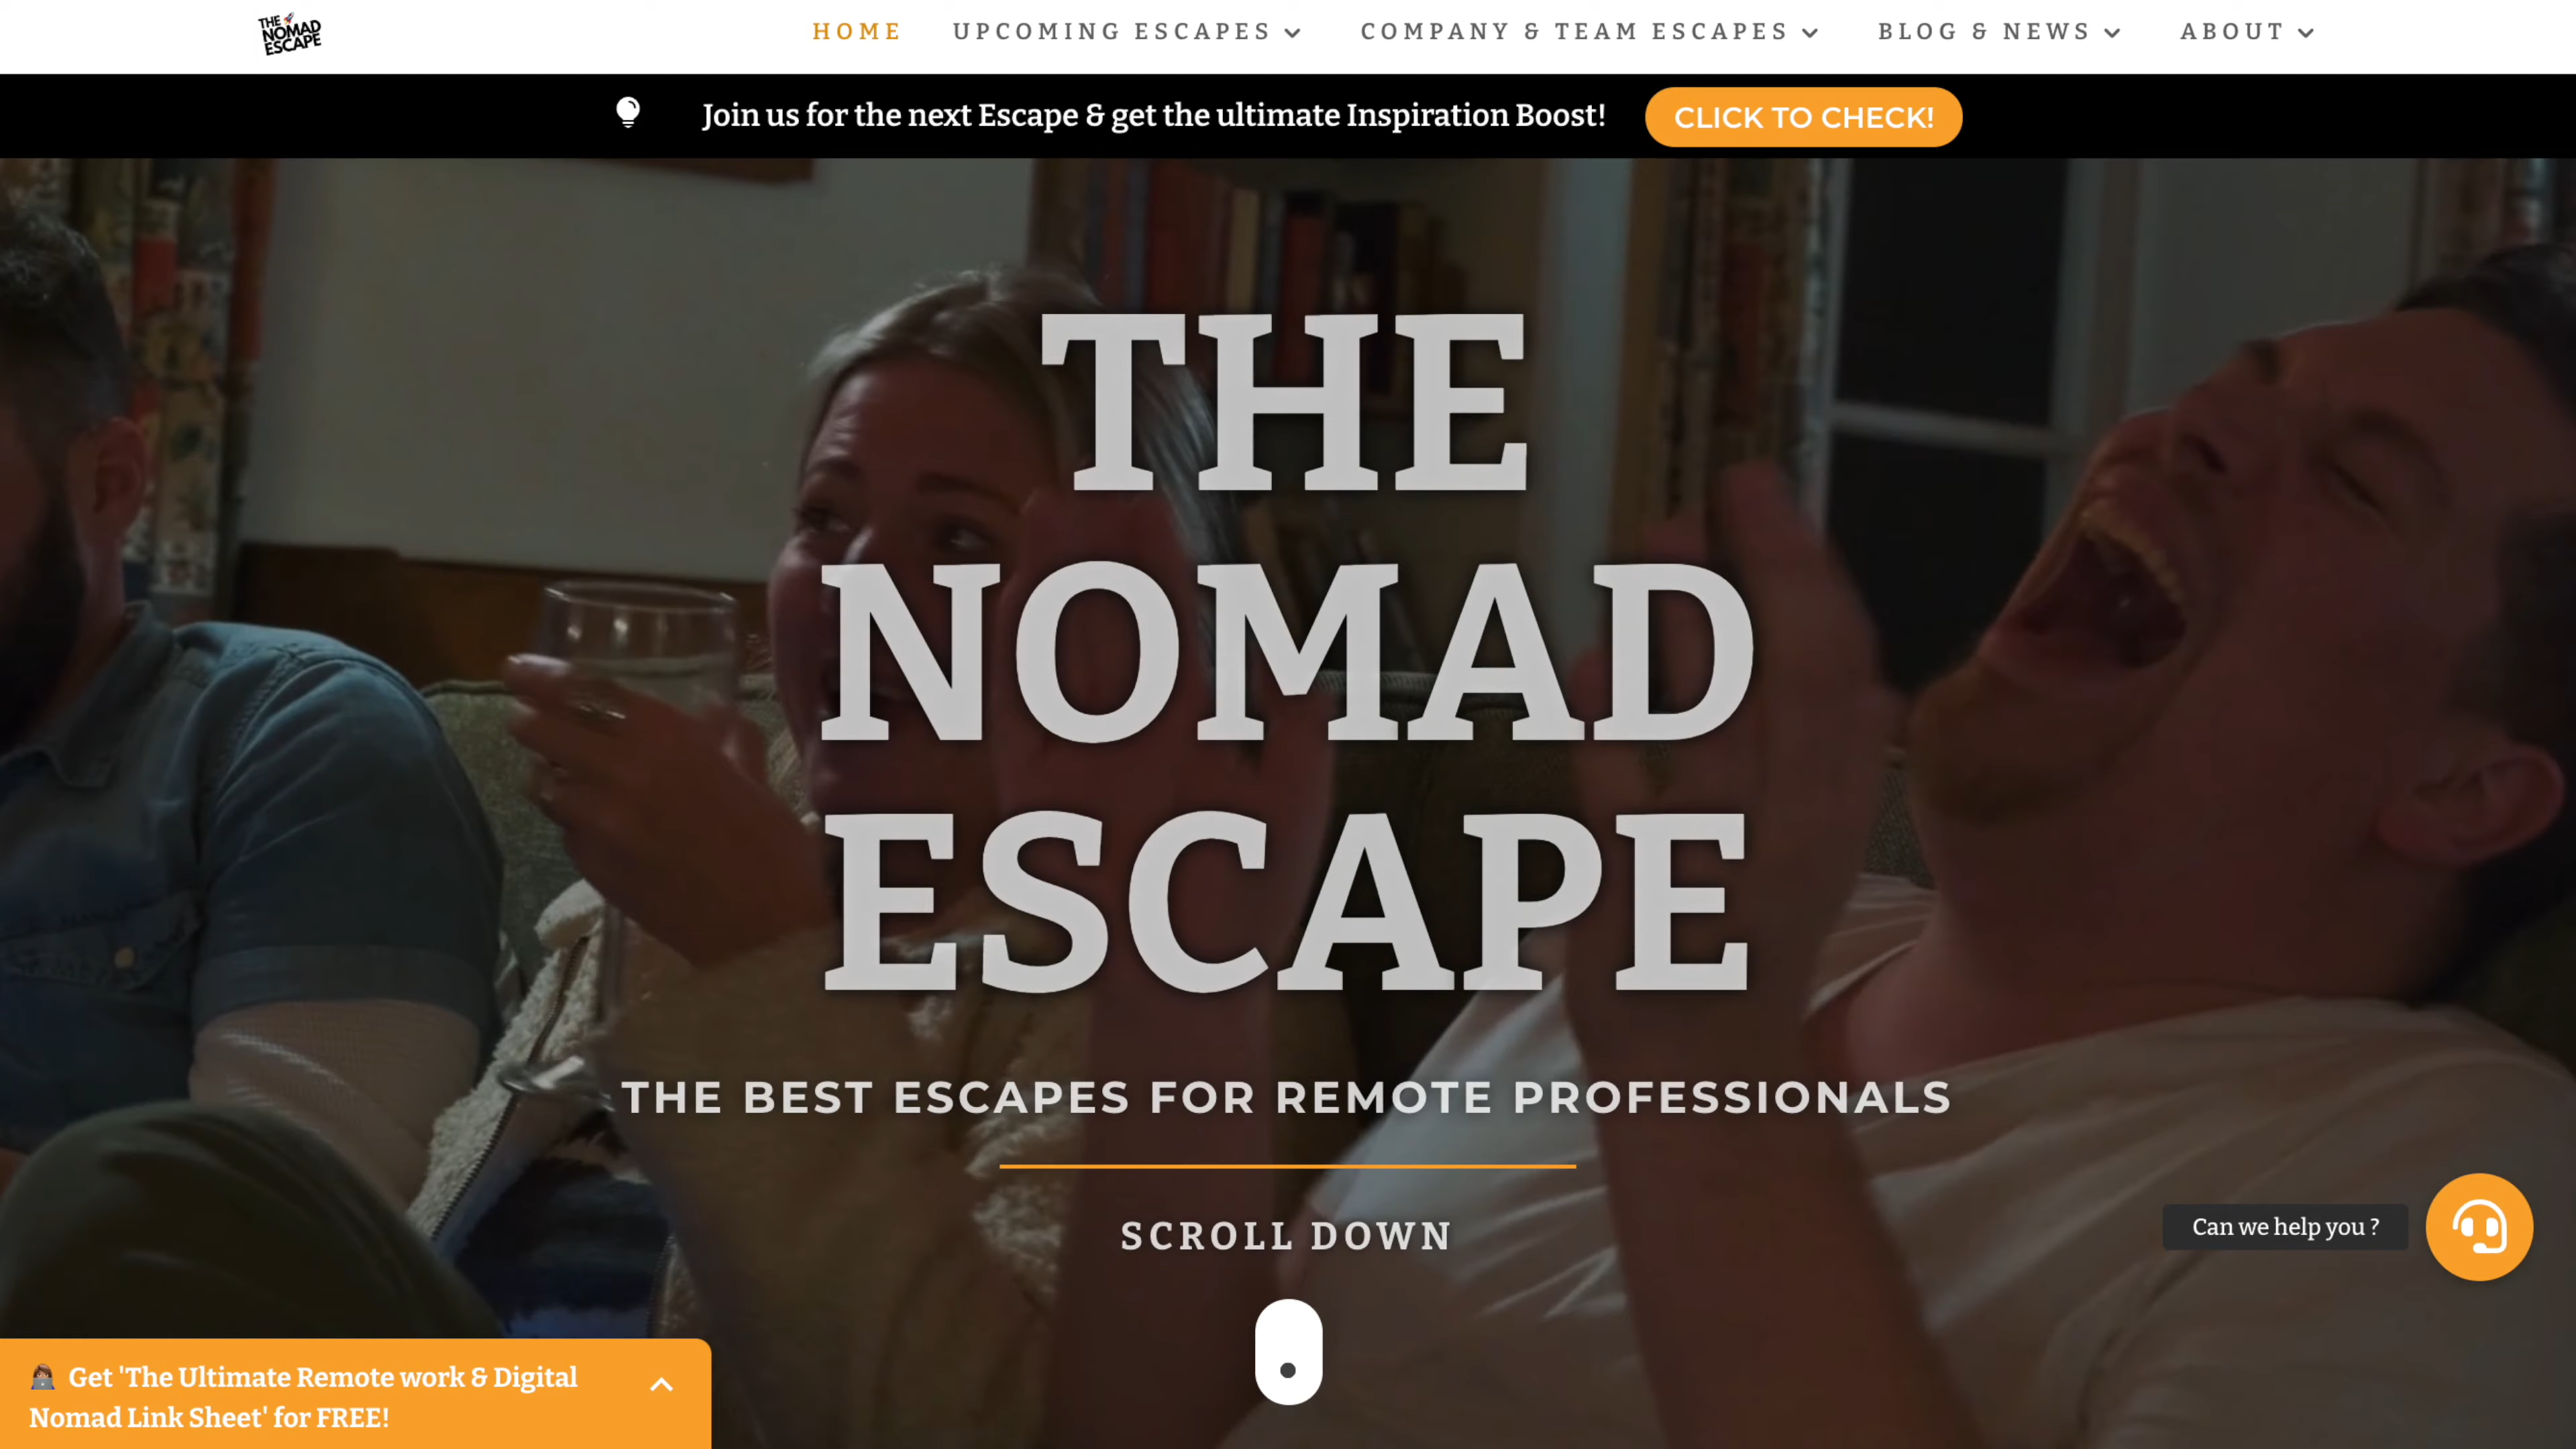 THE
NOMAD
ESCAPE
HOME
UPCOMING ESCAPES
COMPANY & TEAM ESCAPES
BLOG & NEWS
ABOUT
Join us for the next Escape & get the ultimate Inspiration Boost!
CLICK TO CHECK!
THE
NOMAD
ESCAPE
THE BEST ESCAPES FOR REMOTE PROFESSIONALS
SCROLL DOWN
Can we help you ?
Get 'The Ultimate Remote work & Digital
Nomad Link Sheet' for FREE!